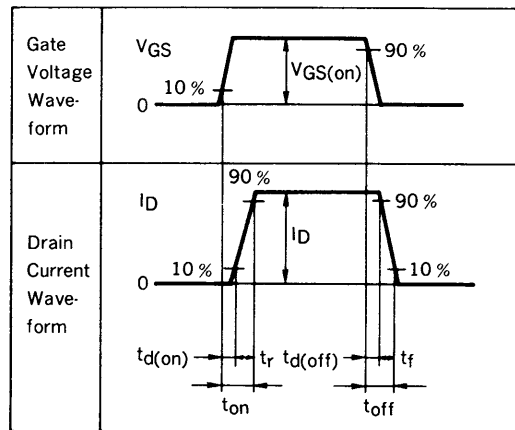 Gate
Voltage
Wave-
form
VGS
10 %
0
VGS(on)
90 %
Drain
Current
Wave-
form
ID
90 %
10 %
0
ID
90 %
10 %
td(on)
tr
td(off)
tf
ton
toff